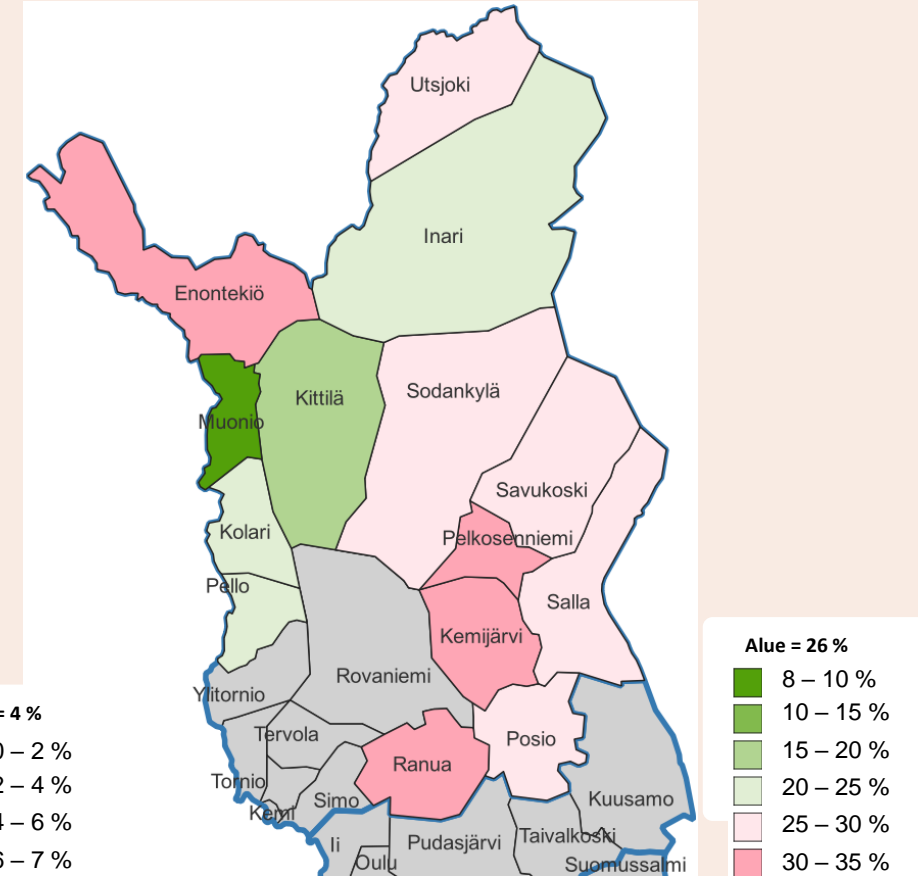 Utsjoki
Inari
Enontekiö
Kittilä
Sodankylä
Muonio
Savukoski
Kolari
Pelkosenniemi
Pello
Salla
Kemijärvi
Rovaniemi
Ylitornio
Tervola
Posio
Ranua
Tornio
Simo
Kemi
Kuusamo
Ii
Pudasjärvi
Taivalkoski
Oulu
Suomussalmi
= 4 %
0 – 2 %
2 – 4 %
4 – 6 %
6 – 7 %
Alue = 26 %
8 – 10 %
10 – 15 %
15 – 20 %
20 – 25 %
25 – 30 %
30 – 35 %